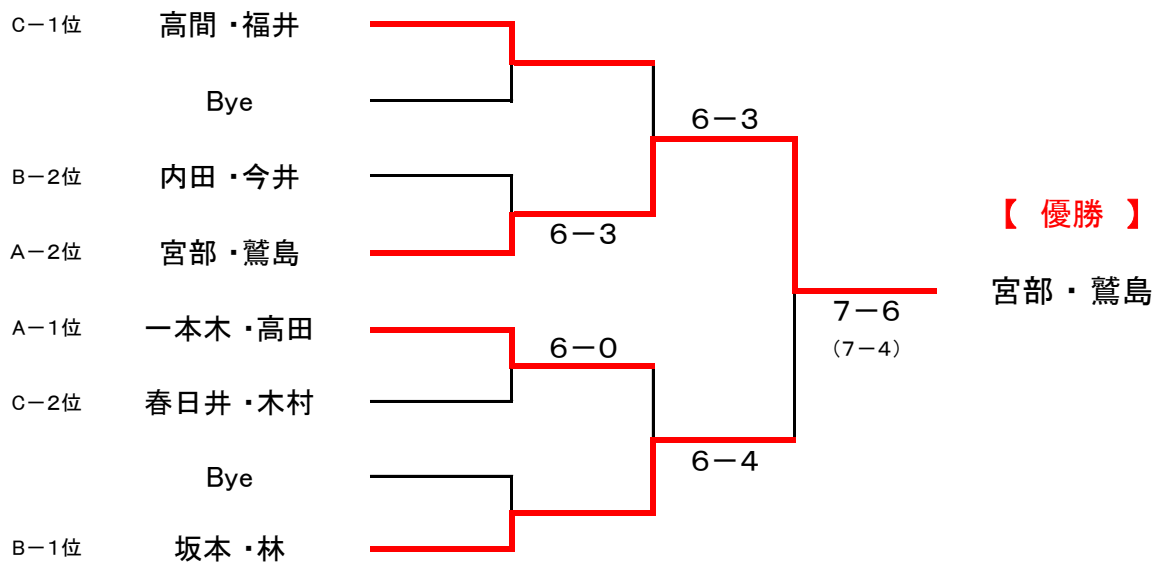 C－1位 高間・福井
Bye
6－3
B－2位 内田・今井
【 優勝 】
6－3
A－2位 宮部・鷲島
宮部・鷲島
7－6
A－1位 一本木・高田
6－0
（7－4）
C－2位 春日井・木村
6－4
Bye
B－1位 坂本・林